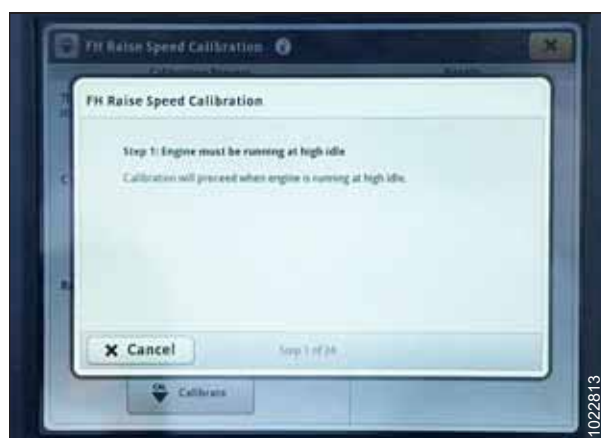 FH Raise Speed Calibration
FH Raise Speed Calibration
Step 1: Engine must be running at high idle
Calibration will proceed when engine is running at high idle.
Cancel
Calibrate
1022813